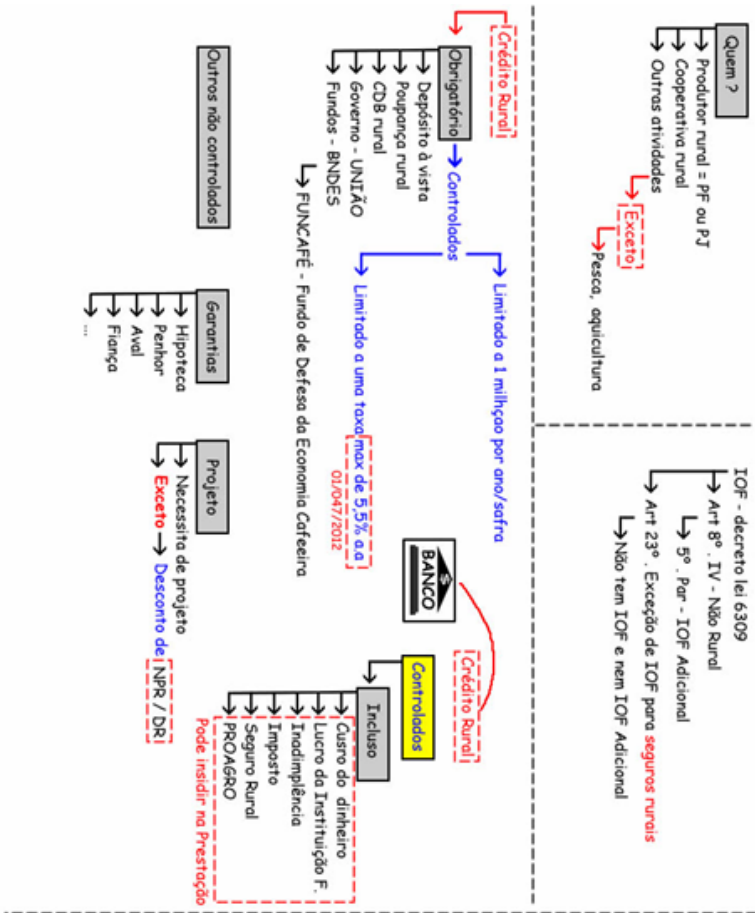 Quem ?
Produtor rural = PF ou PJ
Cooperativa rural
Outras atividades
Exceto
Pesca, aquicultura
IOF - decreto lei 6309
Art 8º . IV - Não Rural
5º . Par - IOF Adicional
Art 23º . Exceção de IOF para seguros rurais
Não tem IOF e nem IOF Adicional
Crédito Rural
Obrigatório
Controlados
Depósito à vista
Poupança rural
CDB rural
Governo - UNIÃO
Fundos - BNDES
FUNCAFÉ - Fundo de Defesa da Economia Cafeeira
Limitado a 1 milhçao por ano/safra
Limitado a uma taxa max de 5,5% a.a
01/047/2012
$
BANCO
Crédito Rural
Controlados
Incluso
Cusro do dinheiro
Lucro da Instituição F.
Inadimplência
Imposto
Seguro Rural
PROAGRO
Pode insidir na Prestação
Outros não controlados
Garantias
Hipoteca
Penhor
Aval
Fiança
...
Projeto
Necessita de projeto
Exceto
Desconto de NPR / DR